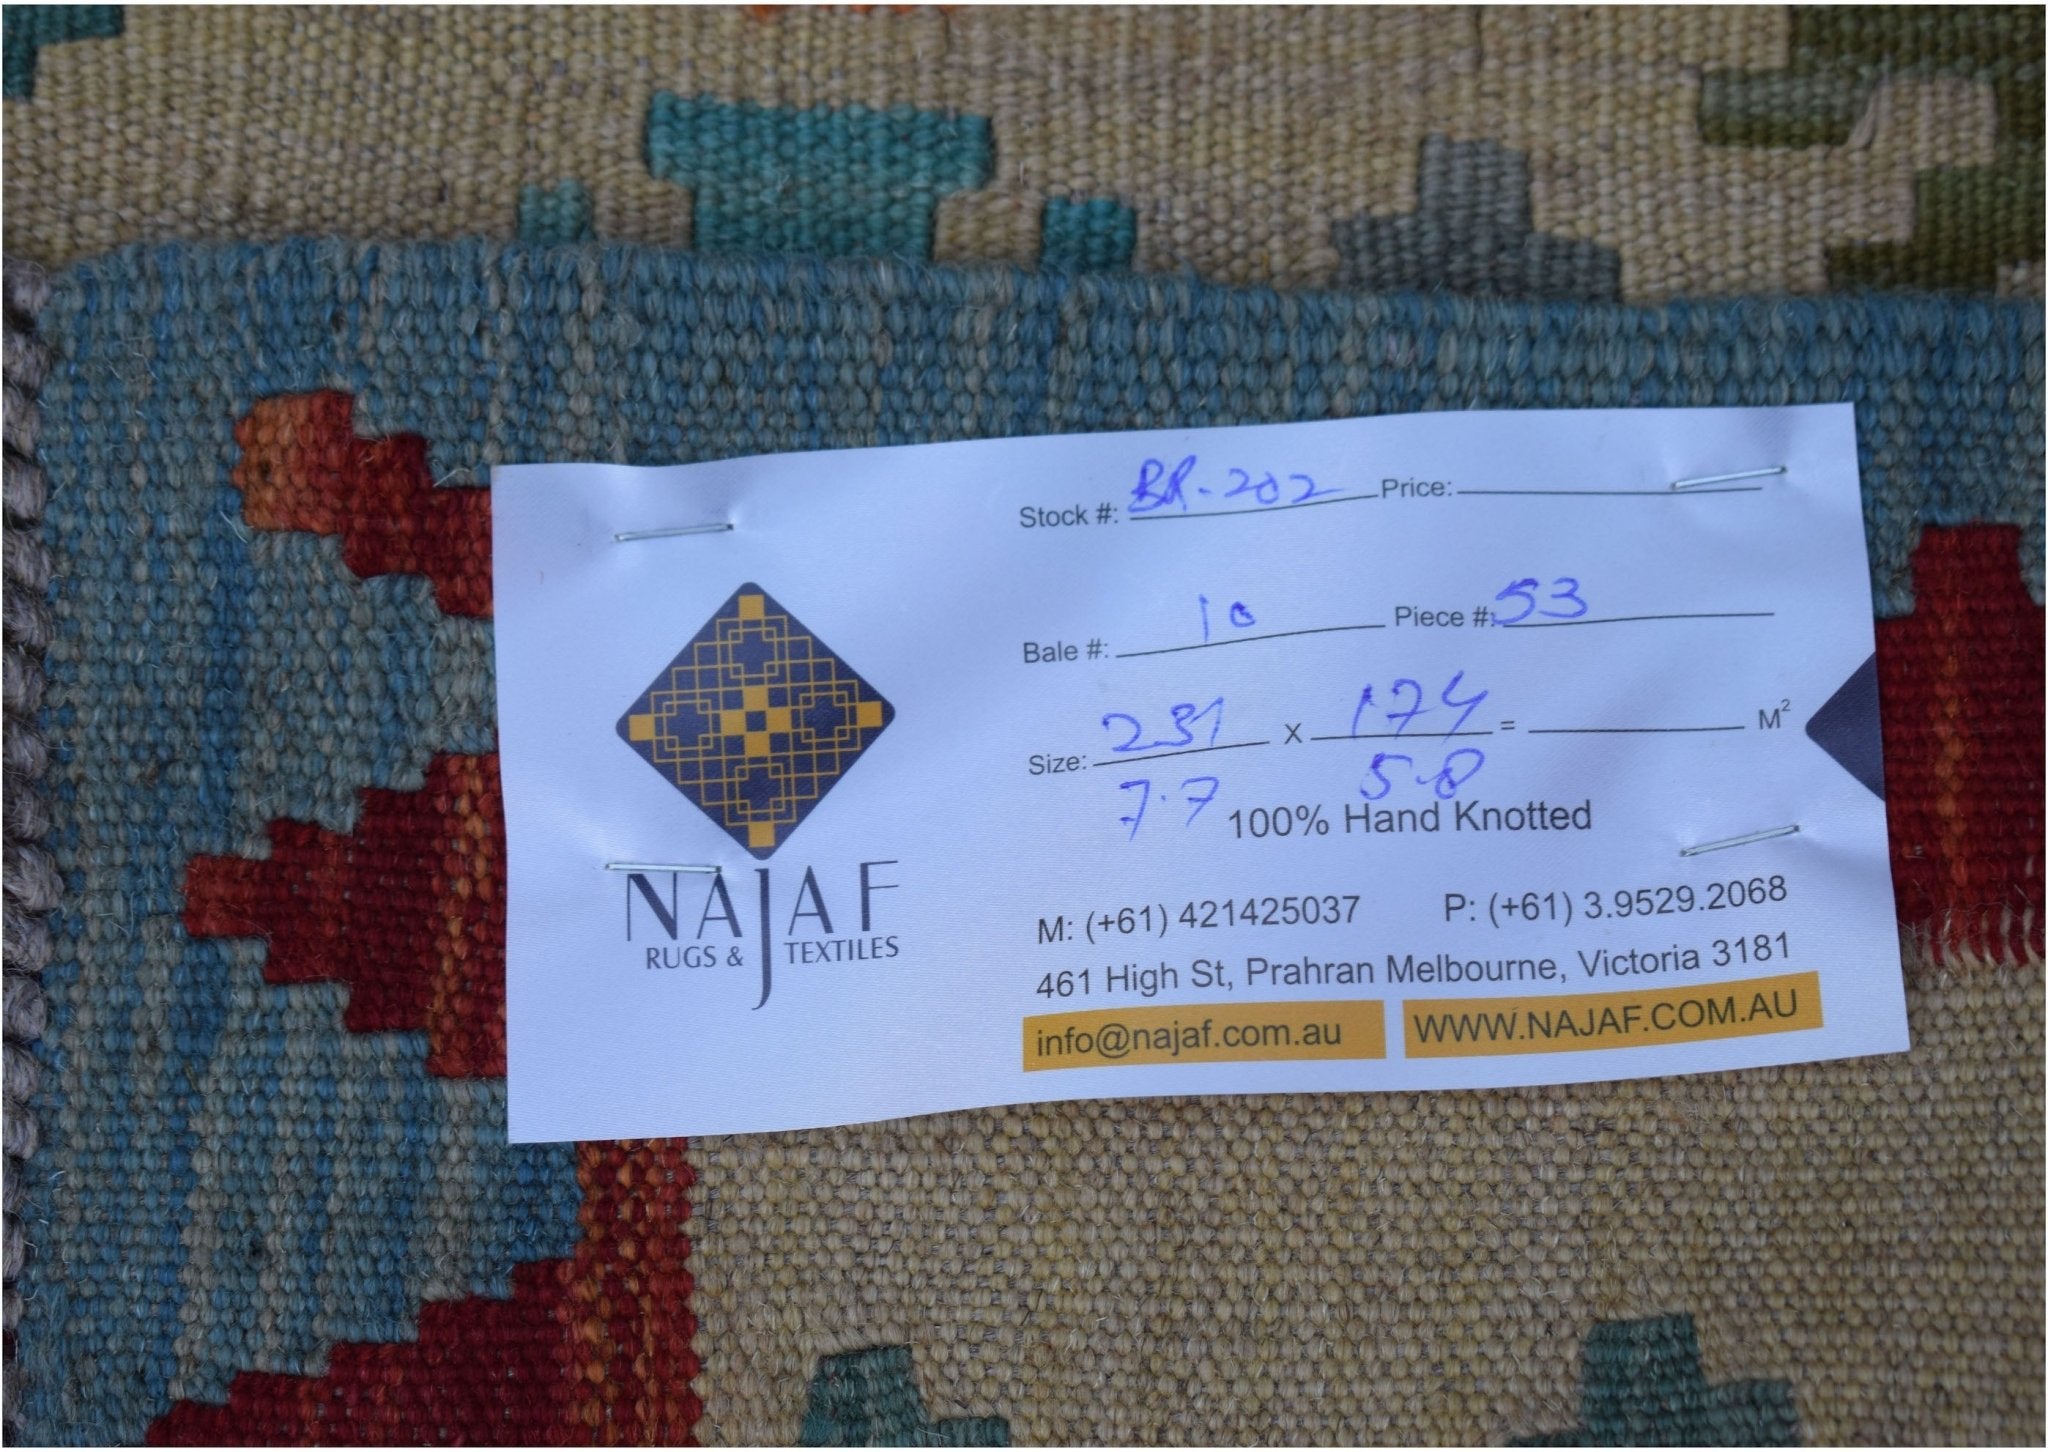 Stock #: BR-202 Price:
Bale #: 10 Piece #: 53
Size: 231 X 174 = M²
7.7 5.8
100% Hand Knotted
NAJAF
RUGS & TEXTILES
M: (+61) 421425037 P: (+61) 3.9529.2068
461 High St, Prahran Melbourne, Victoria 3181
info@najaf.com.au WWW.NAJAF.COM.AU